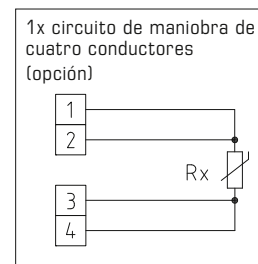 1x circuito de maniobra de
cuatro conductores
(opción)
1
2
Rx
3
4